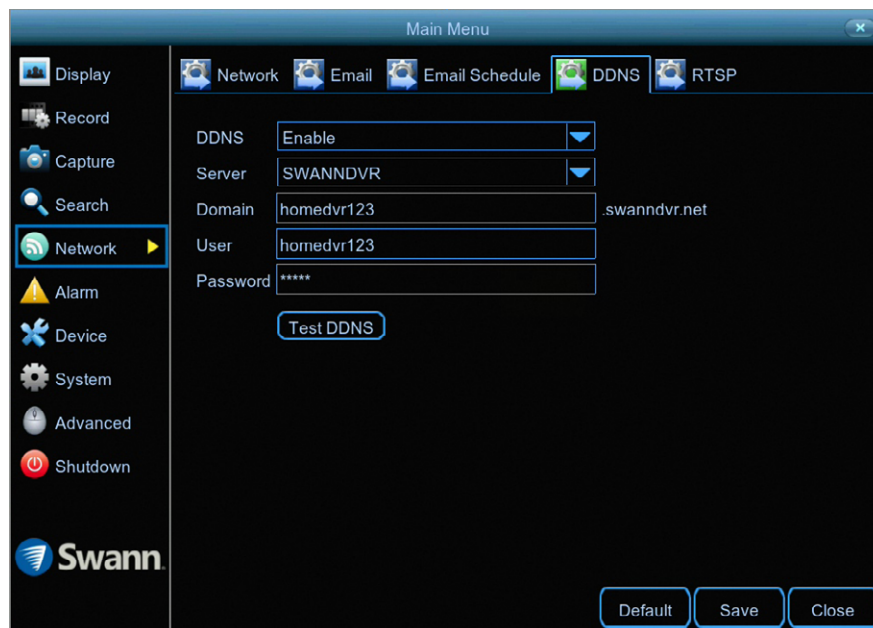 Main Menu
Display
Record
Capture
Search
Network
Alarm
Device
System
Advanced
Shutdown
Swann.
Network Email Email Schedule DDNS RTSP
DDNS Enable
Server SWANNDVR
Domain homedvr123 .swanndvr.net
User homedvr123
Password *****
Test DDNS
Default Save Close